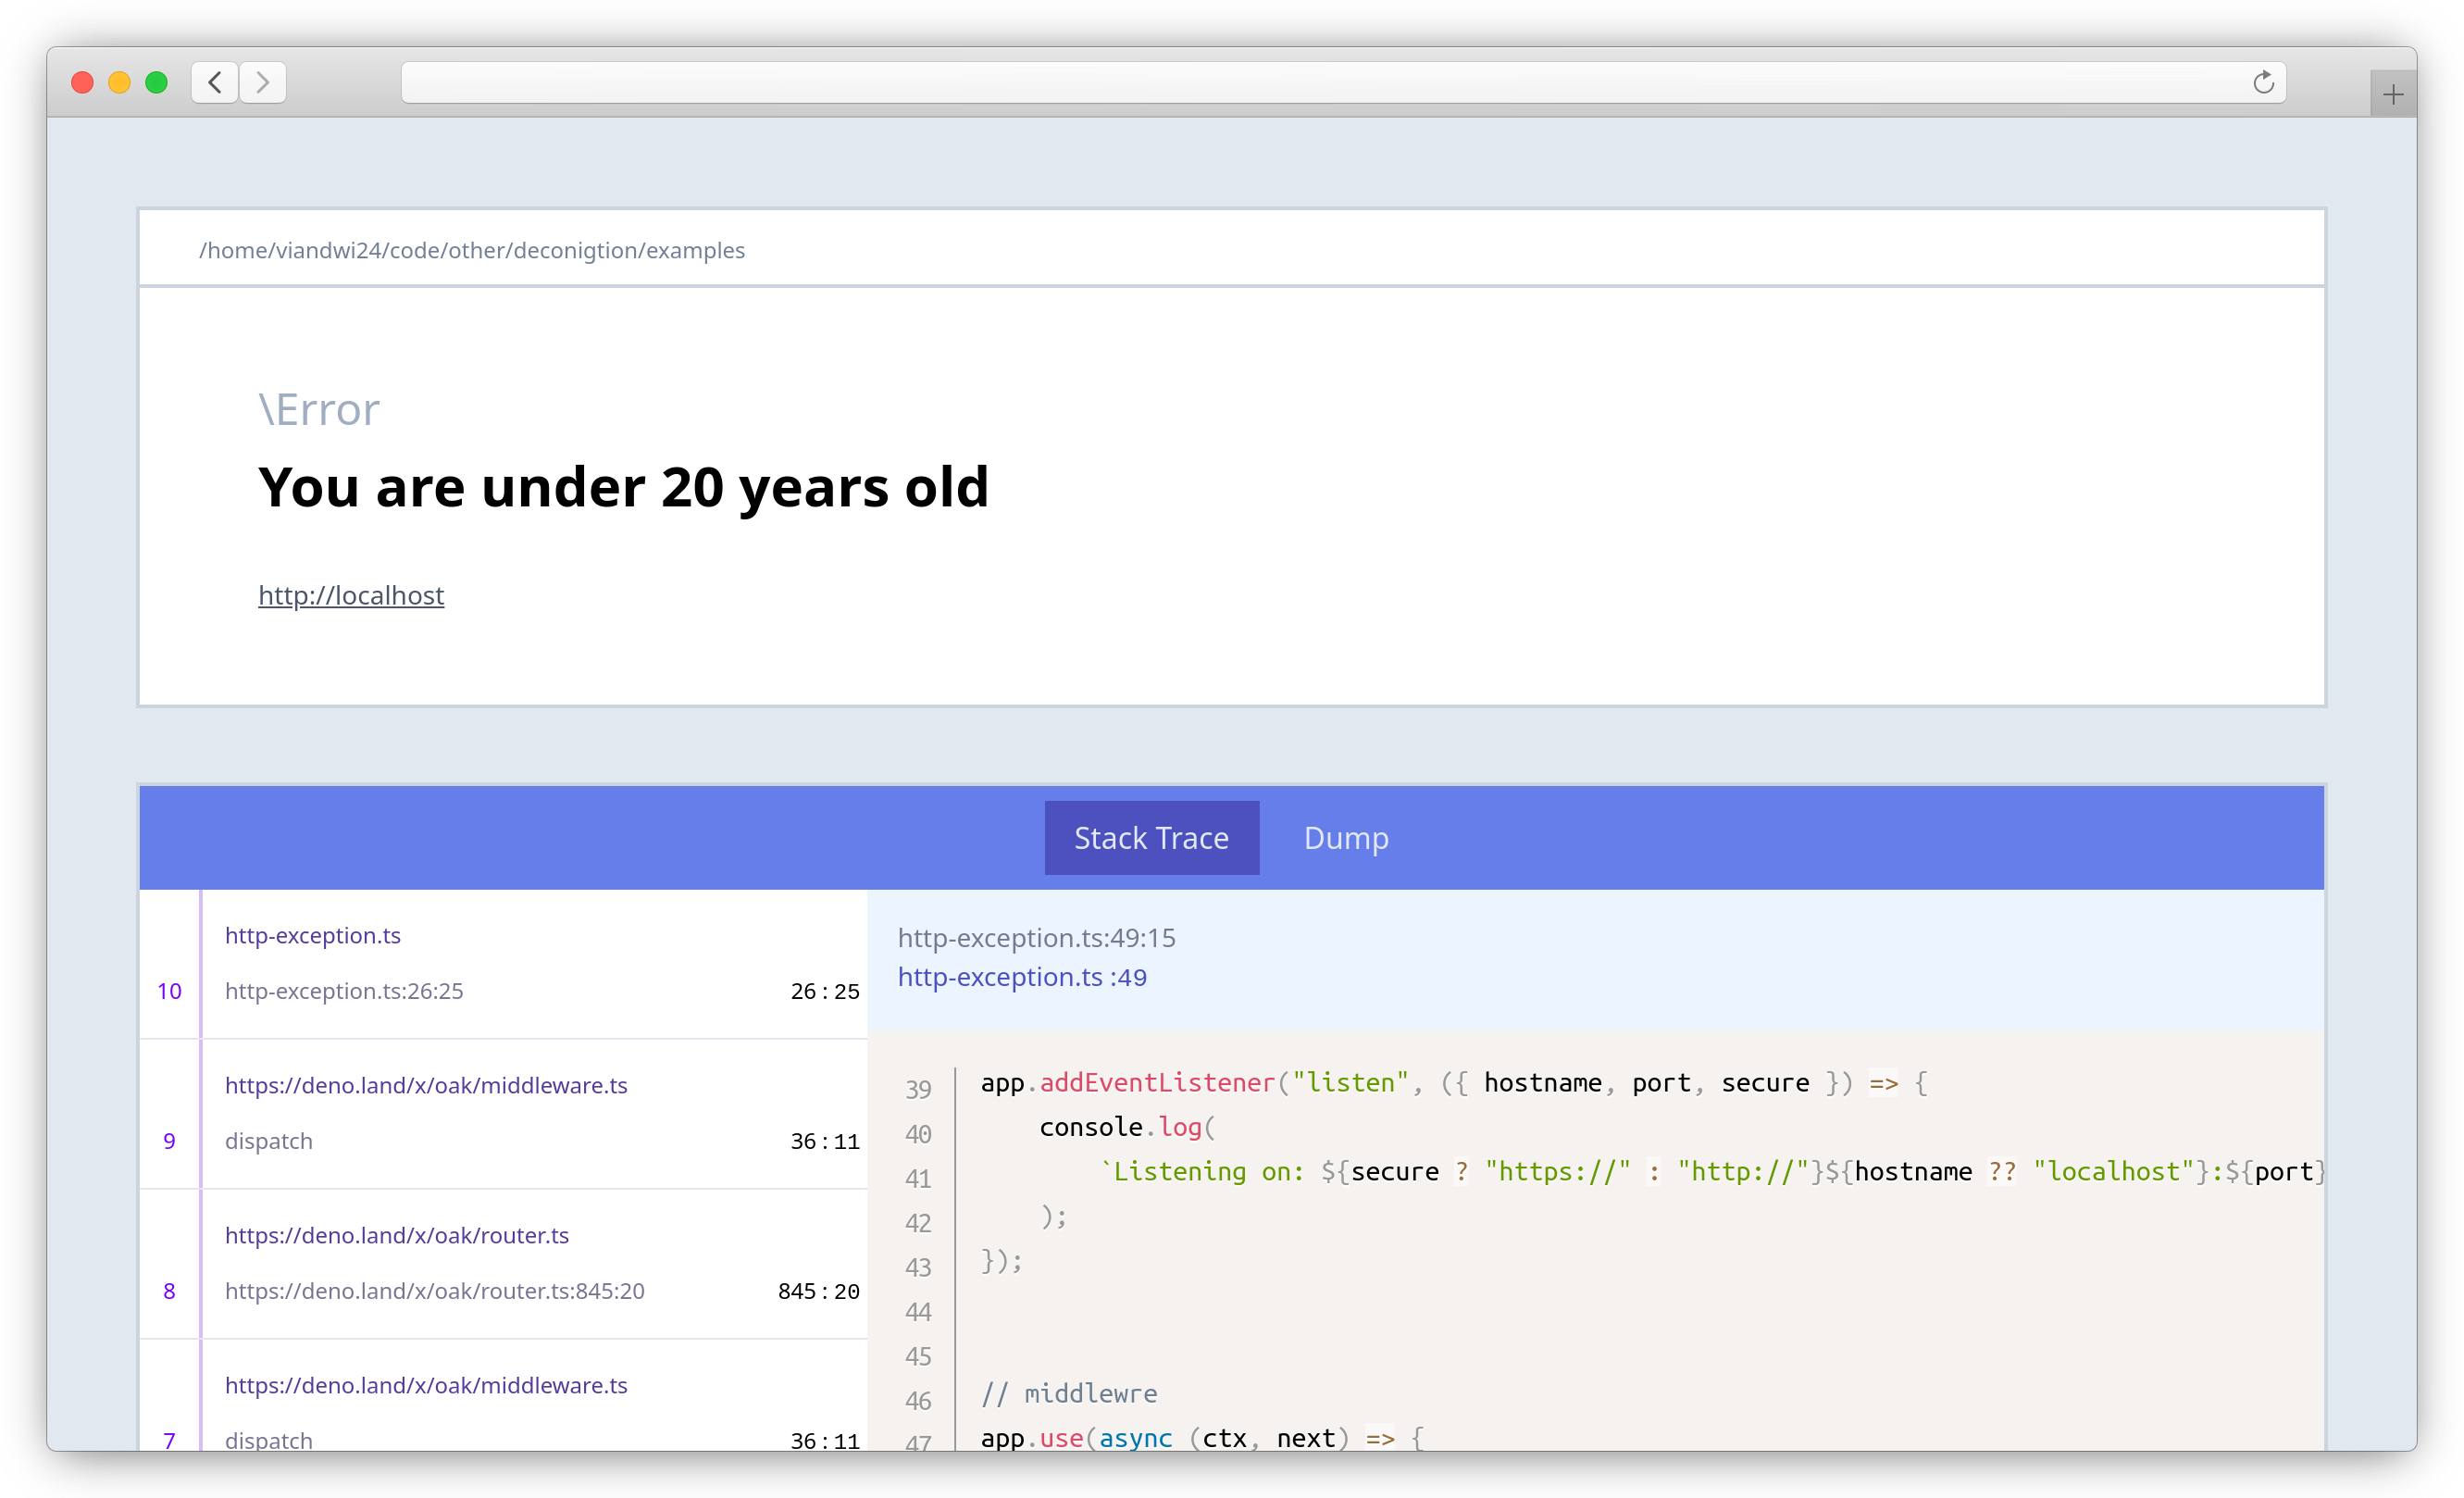 /home/viandwi24/code/other/deconigtion/examples
\Error
You are under 20 years old
http://localhost
Stack Trace Dump
http-exception.ts
10 http-exception.ts:26:25 26:25
https://deno.land/x/oak/middleware.ts
9 dispatch 36:11
https://deno.land/x/oak/router.ts
8 https://deno.land/x/oak/router.ts:845:20 845:20
https://deno.land/x/oak/middleware.ts
7 dispatch 36:11
http-exception.ts:49:15
http-exception.ts :49
39 app.addEventListener("listen", ({ hostname, port, secure }) => {
40     console.log(
41         `Listening on: ${secure ? "https://" : "http://"}${hostname ?? "localhost"}:${port}
42     );
43 });
44
45
46 // middlewre
47 app.use(async (ctx, next) => {